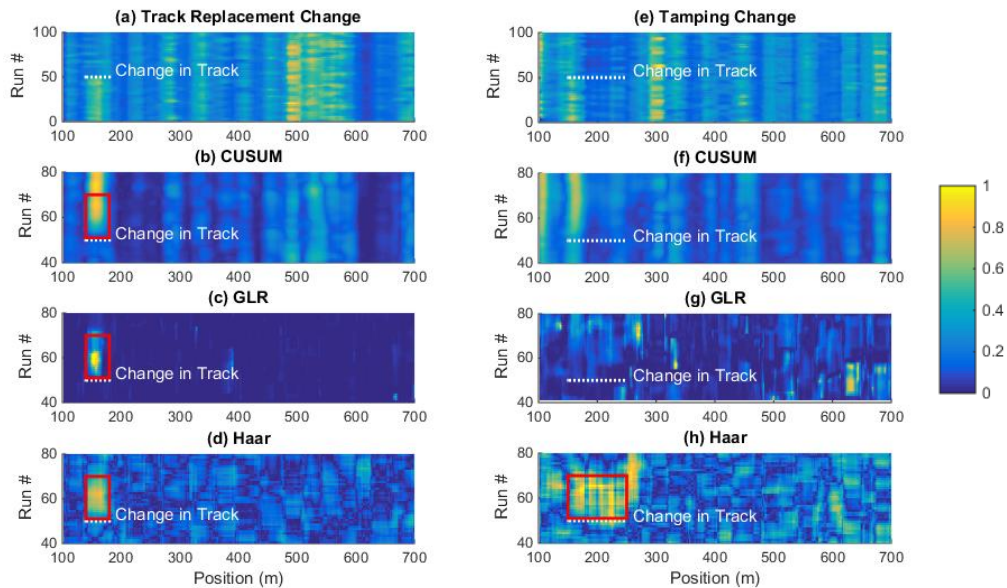 (a) Track Replacement Change
Run #
100
50
0
Change in Track
100 200 300 400 500 600 700
(b) CUSUM
Run #
80
60
40
Change in Track
100 200 300 400 500 600 700
(c) GLR
Run #
80
60
40
Change in Track
100 200 300 400 500 600 700
(d) Haar
Run #
80
60
40
Change in Track
100 200 300 400 500 600 700
Position (m)
(e) Tamping Change
Run #
100
50
0
Change in Track
100 200 300 400 500 600 700
(f) CUSUM
Run #
80
60
40
Change in Track
100 200 300 400 500 600 700
(g) GLR
Run #
80
60
40
Change in Track
100 200 300 400 500 600 700
(h) Haar
Run #
80
60
40
Change in Track
100 200 300 400 500 600 700
Position (m)
1
0.8
0.6
0.4
0.2
0